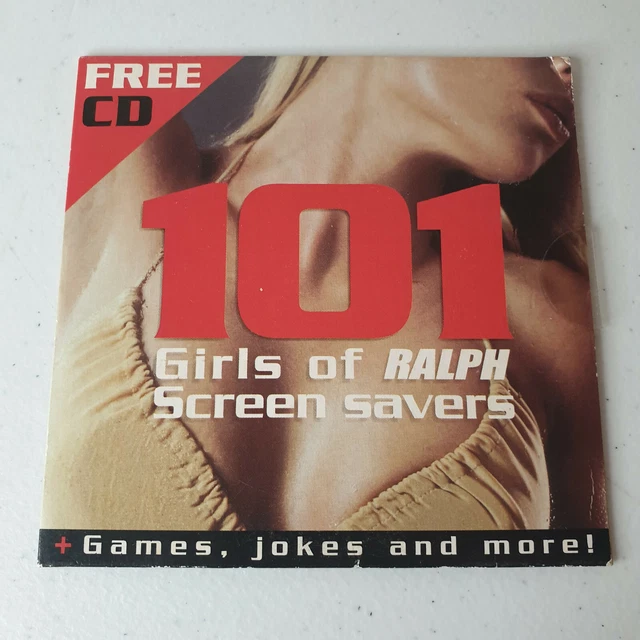 FREE
CD
101
Girls of RALPH
Screen savers
+ Games, jokes and more!